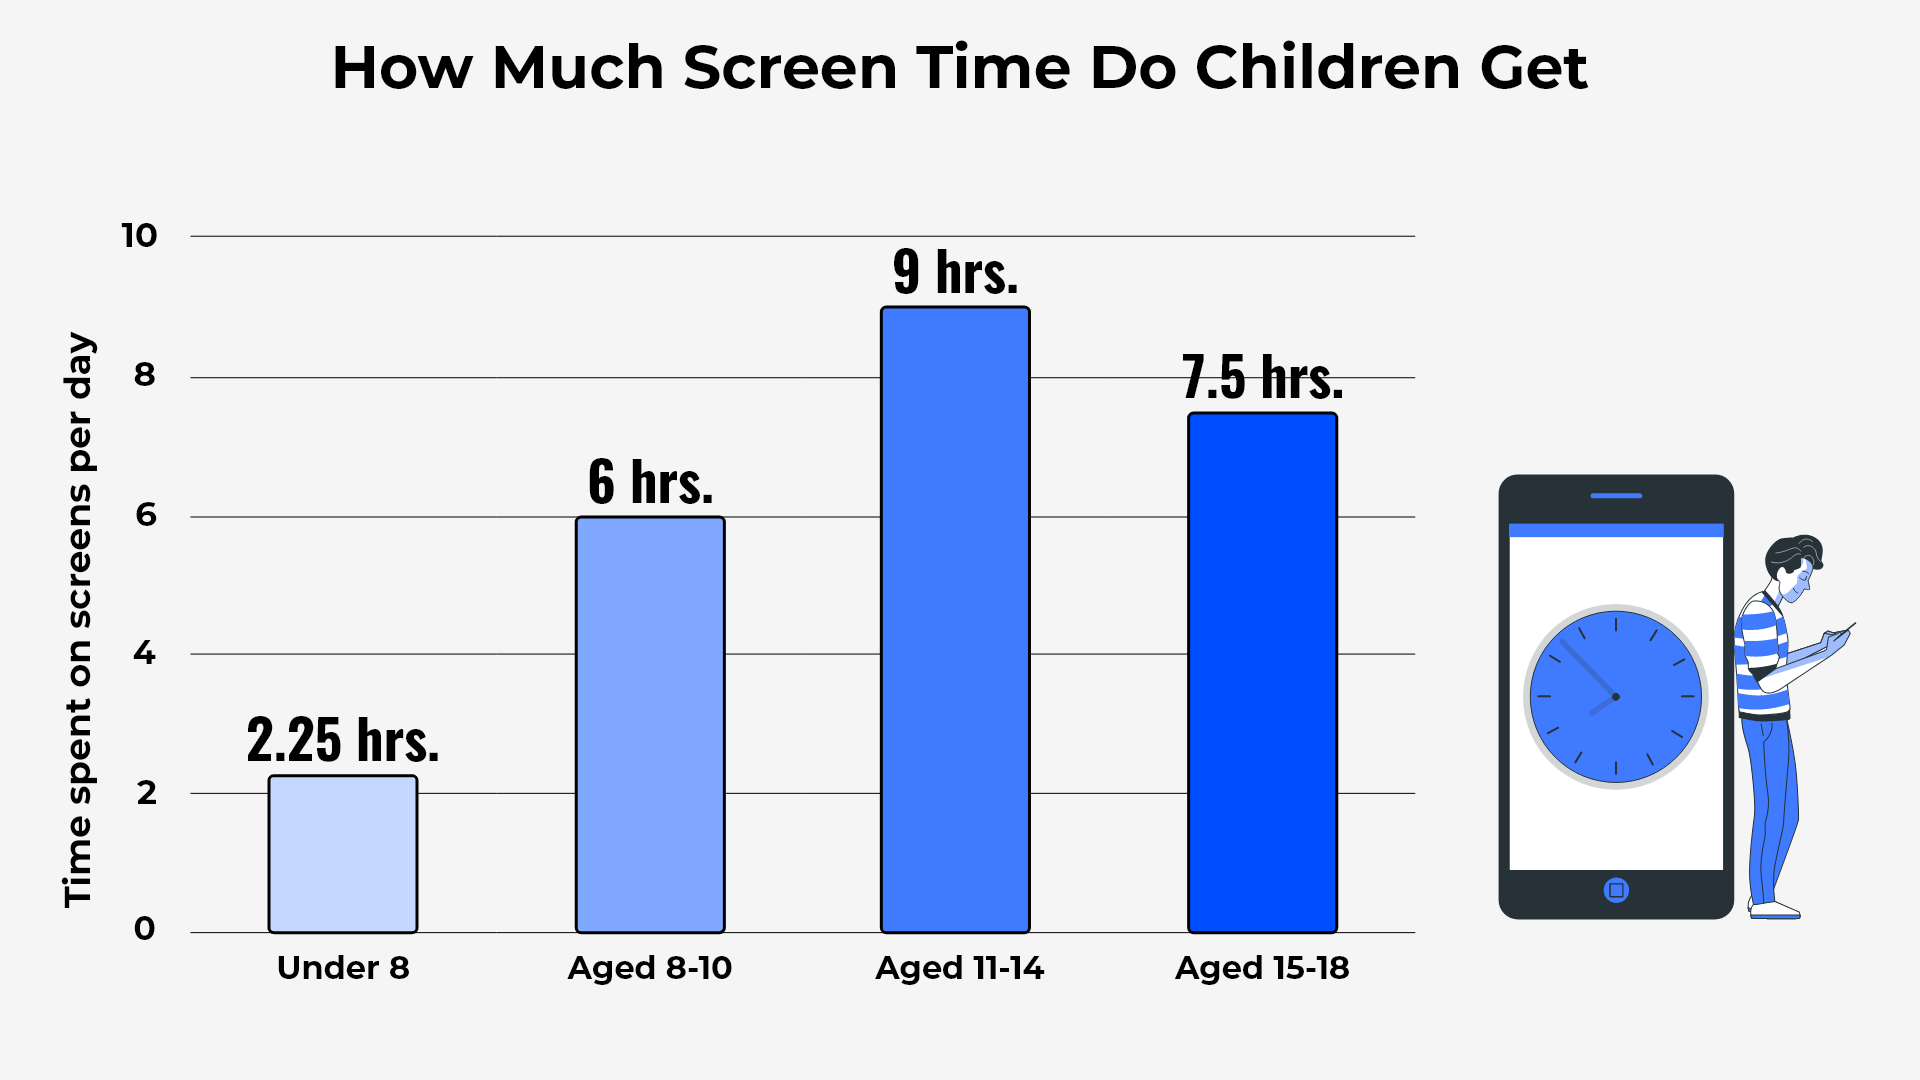 How Much Screen Time Do Children Get
Time spent on screens per day
10
8
6
4
2
0
2.25 hrs.
6 hrs.
9 hrs.
7.5 hrs.
Under 8
Aged 8-10
Aged 11-14
Aged 15-18